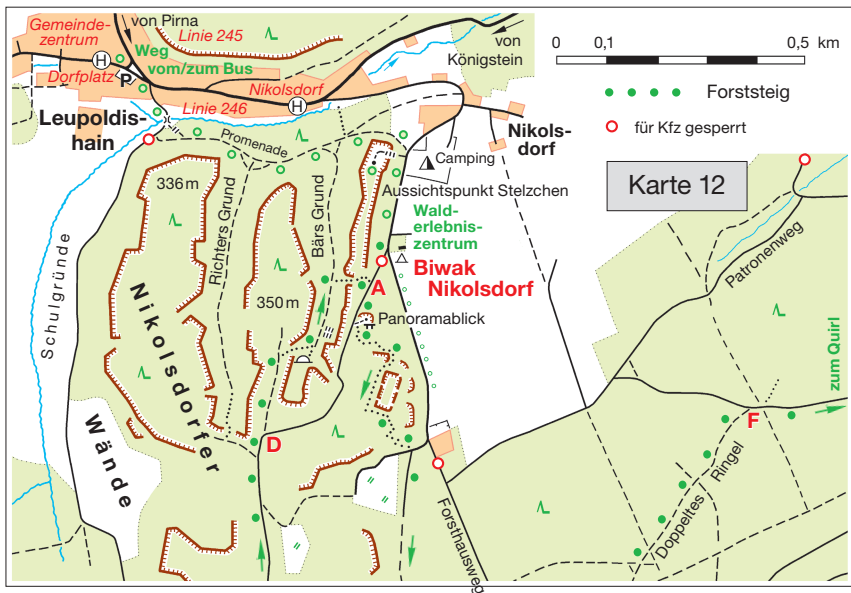 Gemeinde-
zentrum
von Pirna
Linie 245
Weg
vom/zum Bus
von
Königstein
0 0,1 0,5 km
H
Dorfplatz
P
Linie 246
Nikolsdorf
H
Forststeig
für Kfz gesperrt
Leupoldis-
hain
Promenade
Nikols-
dorf
Camping
Karte 12
336 m
Aussichtspunkt Stelzchen
Richters Grund
Bärs Grund
Wald-
erlebnis-
zentrum
Biwak
Nikolsdorf
A
Patronenweg
Schulgründe
350 m
Panoramablick
Nikolsdorfer
Wände
zum Quirl
D
F
Forsthausweg
Doppeltes Ringel